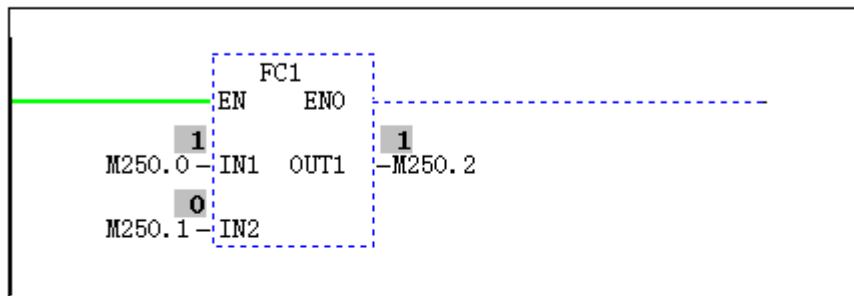 FC1
EN ENO
1 1
M250.0 IN1 OUT1 M250.2
0
M250.1 IN2